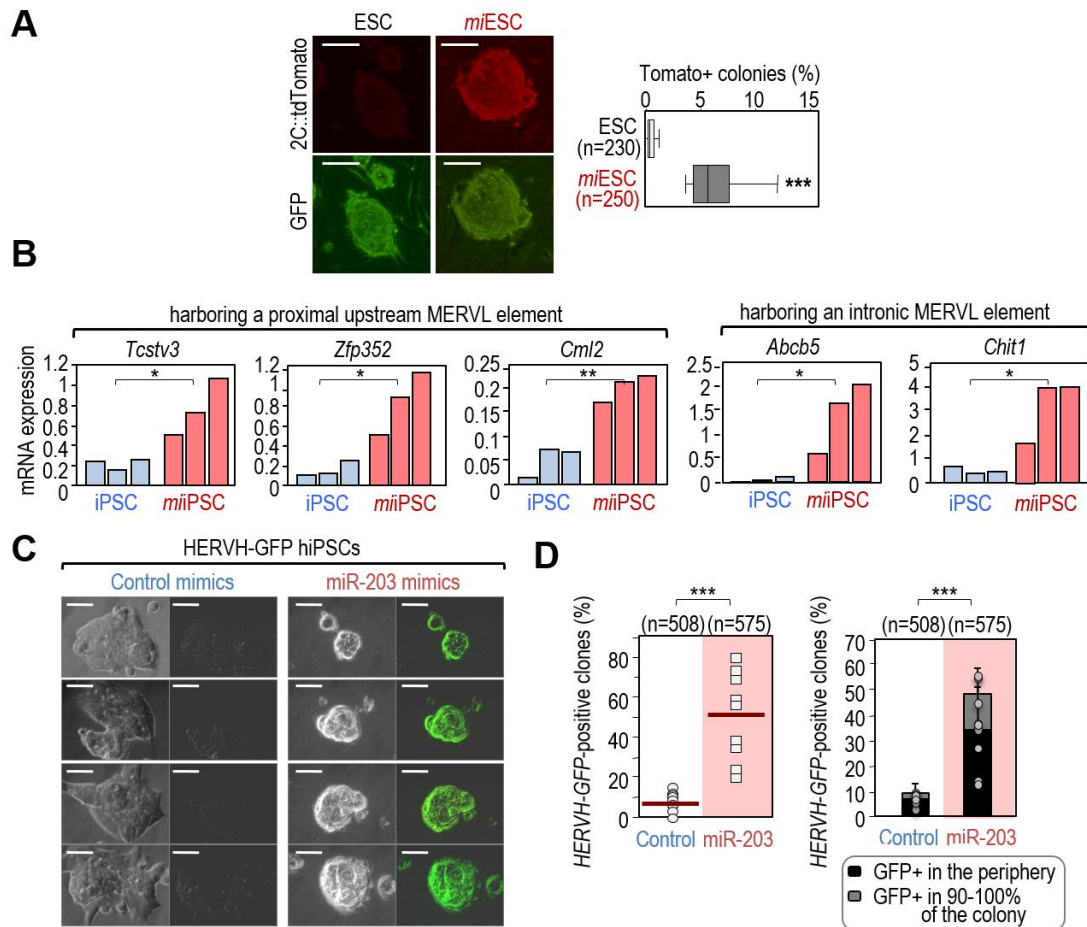 A
ESC
miESC
2C::tdTomato
GFP
Tomato+ colonies (%)
0 5 10 15
ESC
(n=230)
miESC
(n=250)
***
B
harboring a proximal upstream MERVL element
harboring an intronic MERVL element
mRNA expression
Tcstv3
1.2
1
0.8
0.6
0.4
0.2
0
*
iPSC miiPSC
Zfp352
1.2
1
0.8
0.6
0.4
0.2
0
*
iPSC miiPSC
Cml2
0.25
0.2
0.15
0.1
0.05
0
**
iPSC miiPSC
Abcb5
2.5
2
1.5
1
0.5
0
*
iPSC miiPSC
Chit1
5
4
3
2
1
0
*
iPSC miiPSC
C
HERVH-GFP hiPSCs
Control mimics
miR-203 mimics
D
HERVH-GFP-positive clones (%)
***
(n=508) (n=575)
80
60
40
20
0
Control miR-203
HERVH-GFP-positive clones (%)
***
(n=508) (n=575)
70
60
50
40
30
20
10
0
Control miR-203
GFP+ in the periphery
GFP+ in 90-100%
of the colony